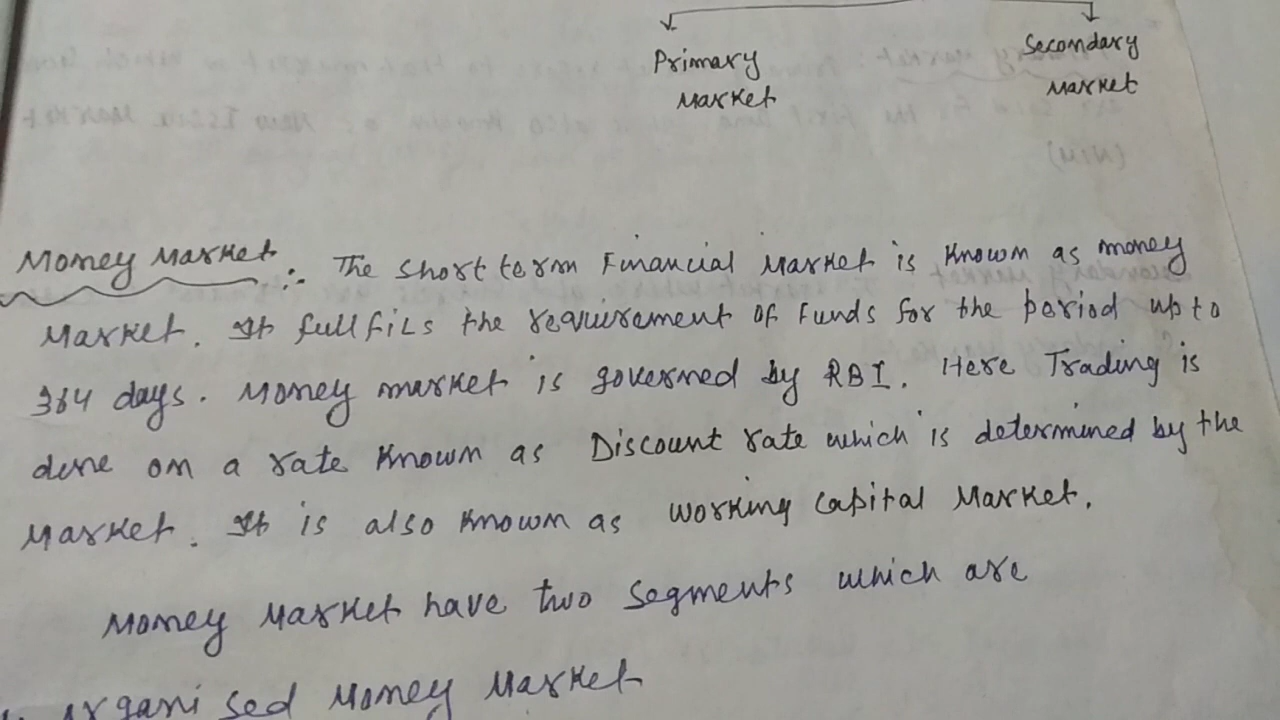 Primary Secondary
Market Market
Money Market :- The short term Financial Market is Known as money
Market. It fullfils the requirement of Funds for the period up to
364 days. Money market is governed by RBI. Here Trading is
done on a rate Known as Discount rate which is determined by the
Market. It is also Known as working Capital Market.
Money Market have two segments which are
organised Money Market